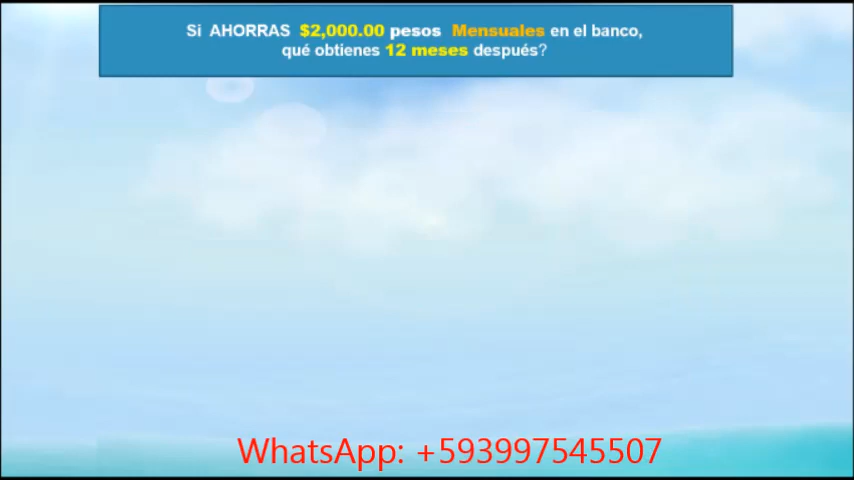 Si AHORRAS $2,000.00 pesos Mensuales en el banco,
qué obtienes 12 meses después?
WhatsApp: +593997545507